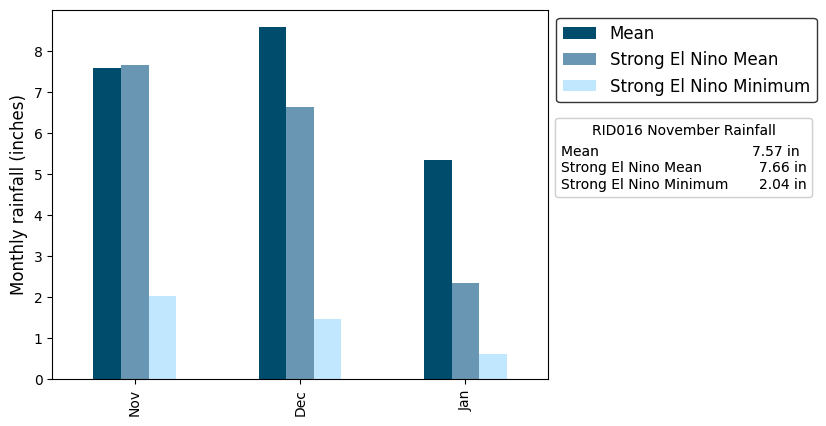 Monthly rainfall (inches)
8
7
6
5
4
3
2
1
0
Nov
Dec
Jan
Mean
Strong El Nino Mean
Strong El Nino Minimum
RID016 November Rainfall
Mean 7.57 in
Strong El Nino Mean 7.66 in
Strong El Nino Minimum 2.04 in